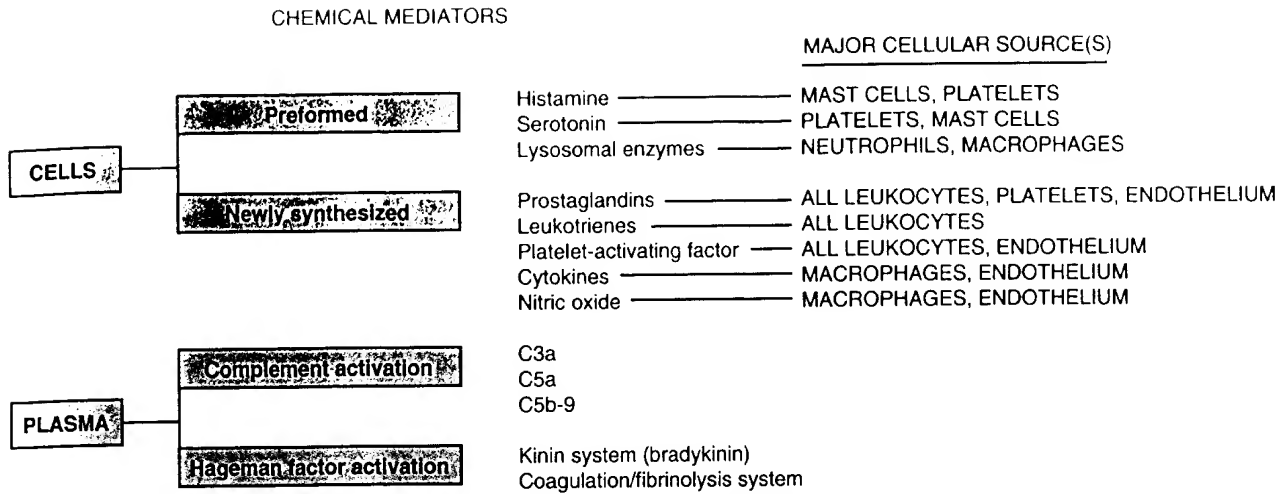 CHEMICAL MEDIATORS
MAJOR CELLULAR SOURCE(S)
CELLS
Preformed
Histamine MAST CELLS, PLATELETS
Serotonin PLATELETS, MAST CELLS
Lysosomal enzymes NEUTROPHILS, MACROPHAGES
Newly synthesized
Prostaglandins ALL LEUKOCYTES, PLATELETS, ENDOTHELIUM
Leukotrienes ALL LEUKOCYTES
Platelet-activating factor ALL LEUKOCYTES, ENDOTHELIUM
Cytokines MACROPHAGES, ENDOTHELIUM
Nitric oxide MACROPHAGES, ENDOTHELIUM
PLASMA
Complement activation
C3a
C5a
C5b-9
Hageman factor activation
Kinin system (bradykinin)
Coagulation/fibrinolysis system